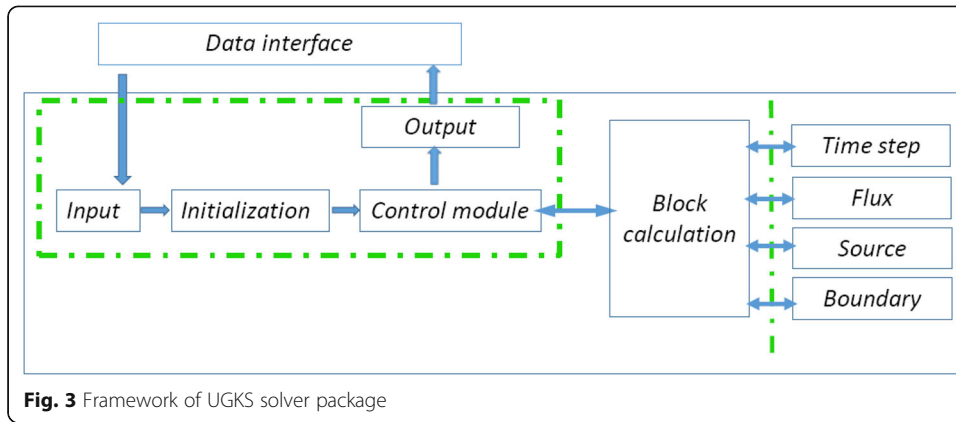 Data interface
Output
Input
Initialization
Control module
Block
calculation
Time step
Flux
Source
Boundary
Fig. 3 Framework of UGKS solver package